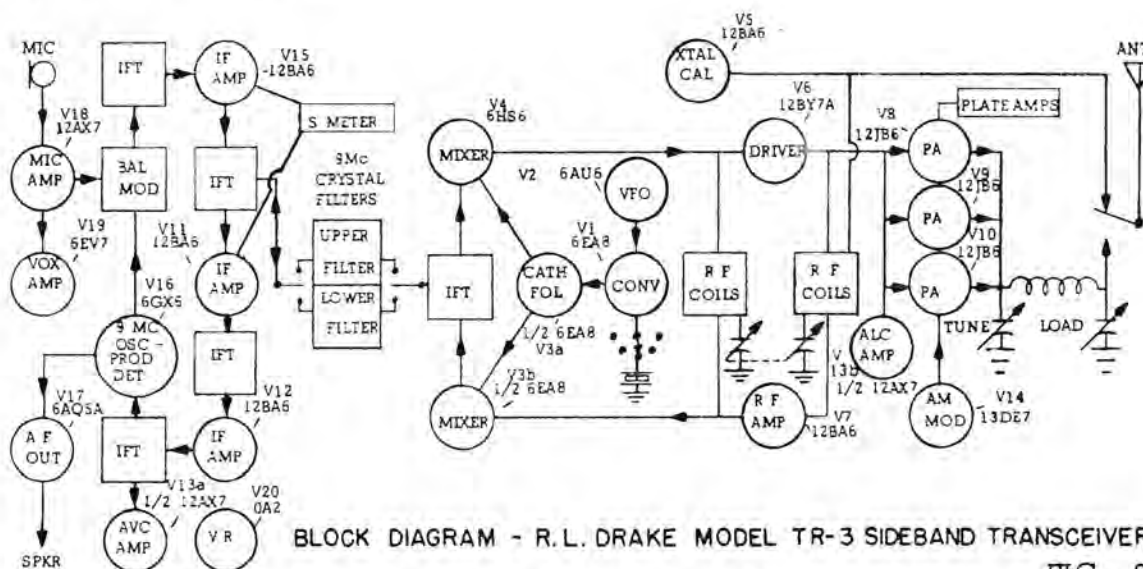 MIC
V18
12AX7
MIC
AMP
V19
6EV7
VOX
AMP
IFT
BAL
MOD
IF
AMP
V15
-12BA6
S METER
IFT
V11
12BA6
IF
AMP
V16
6GX6
9 MC
OSC -
PROD
DET
V17
6AQ5A
A F
OUT
SPKR
IFT
V12
12BA6
IF
AMP
IFT
V13a
1/2 12AX7
AVC
AMP
V20
0A2
VR
9Mc
CRYSTAL
FILTERS
UPPER
FILTER
LOWER
FILTER
V4
6HS6
MIXER
IFT
V2
6AU6
VFO
V1
6EA8
CONV
CATH
FOL
1/2 6EA8
V3a
V3b
1/2 6EA8
MIXER
V5
12BA6
XTAL
CAL
V6
12BY7A
DRIVER
R F
COILS
R F
COILS
R F
AMP
V7
12BA6
V8
12JB6
PLATE AMPS
PA
V9
12JB6
PA
V10
12JB6
PA
V
13b
1/2 12AX7
ALC
AMP
AM
MOD
V14
13DE7
TUNE
LOAD
ANT
BLOCK DIAGRAM - R.L. DRAKE MODEL TR-3 SIDEBAND TRANSCEIVER